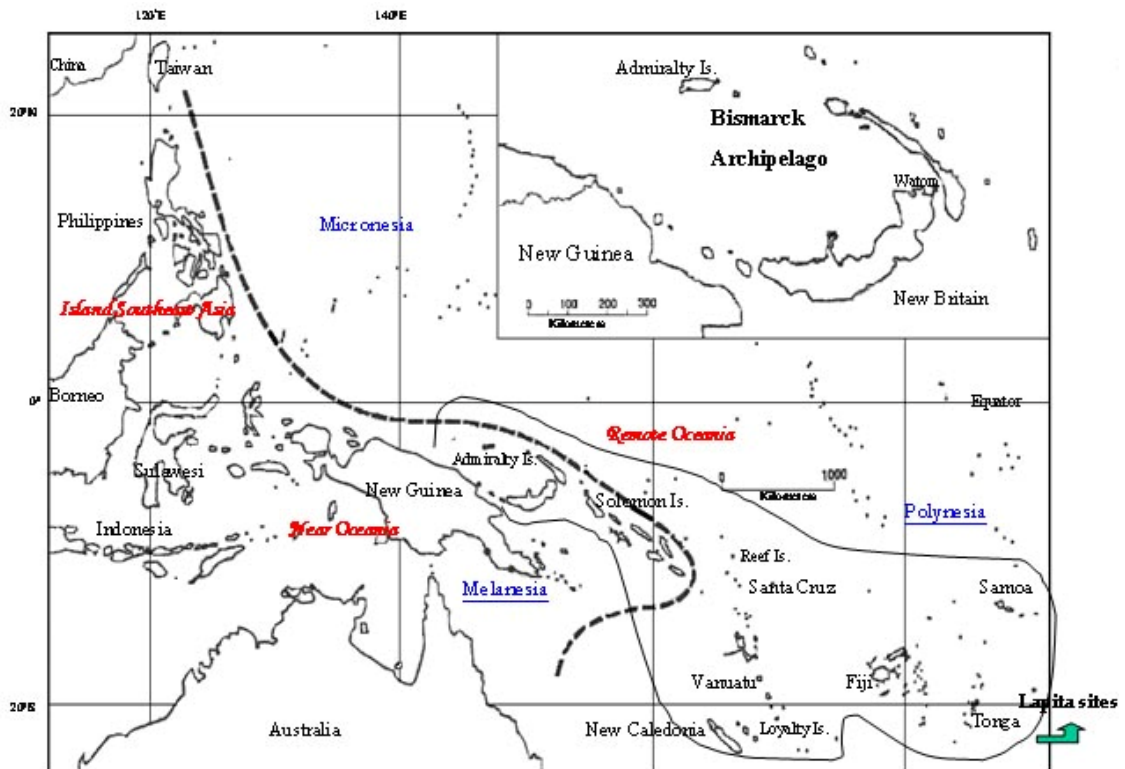 120°E 140°E
China
Taiwan
20°N
Admiralty Is.
Bismarck
Archipelago
Watom
Philippines
Micronesia
New Guinea
New Britain
0 100 200 300
Kilometers
Island Southeast Asia
Borneo
0°
Equator
Remote Oceania
Sulawesi
Admiralty Is.
New Guinea
1000
Kilometers
Solomon Is.
Polynesia
Indonesia
Near Oceania
Reef Is.
Melanesia
Santa Cruz
Samoa
Vanuatu
Fiji
Lapita sites
20°S
Australia
New Caledonia
Loyalty Is.
Tonga